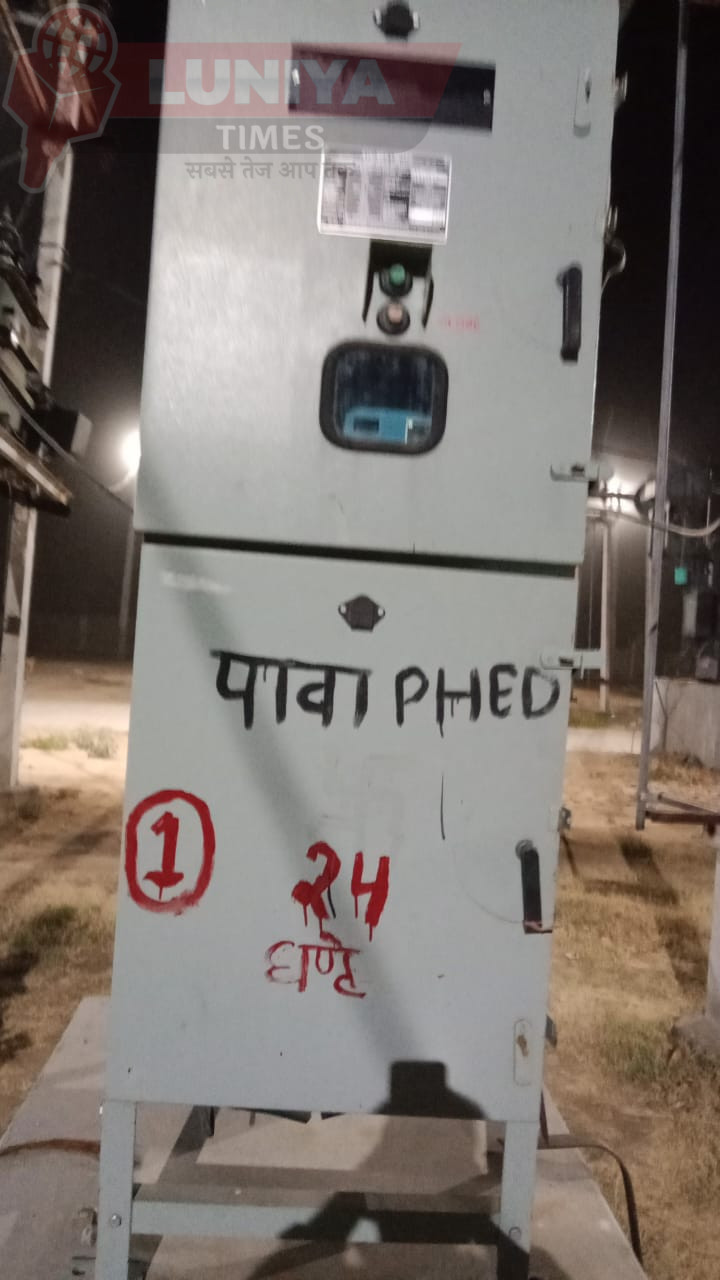 LUNIYA
TIMES
सबसे तेज आप तक
पावा PHED
1
24
घण्टे